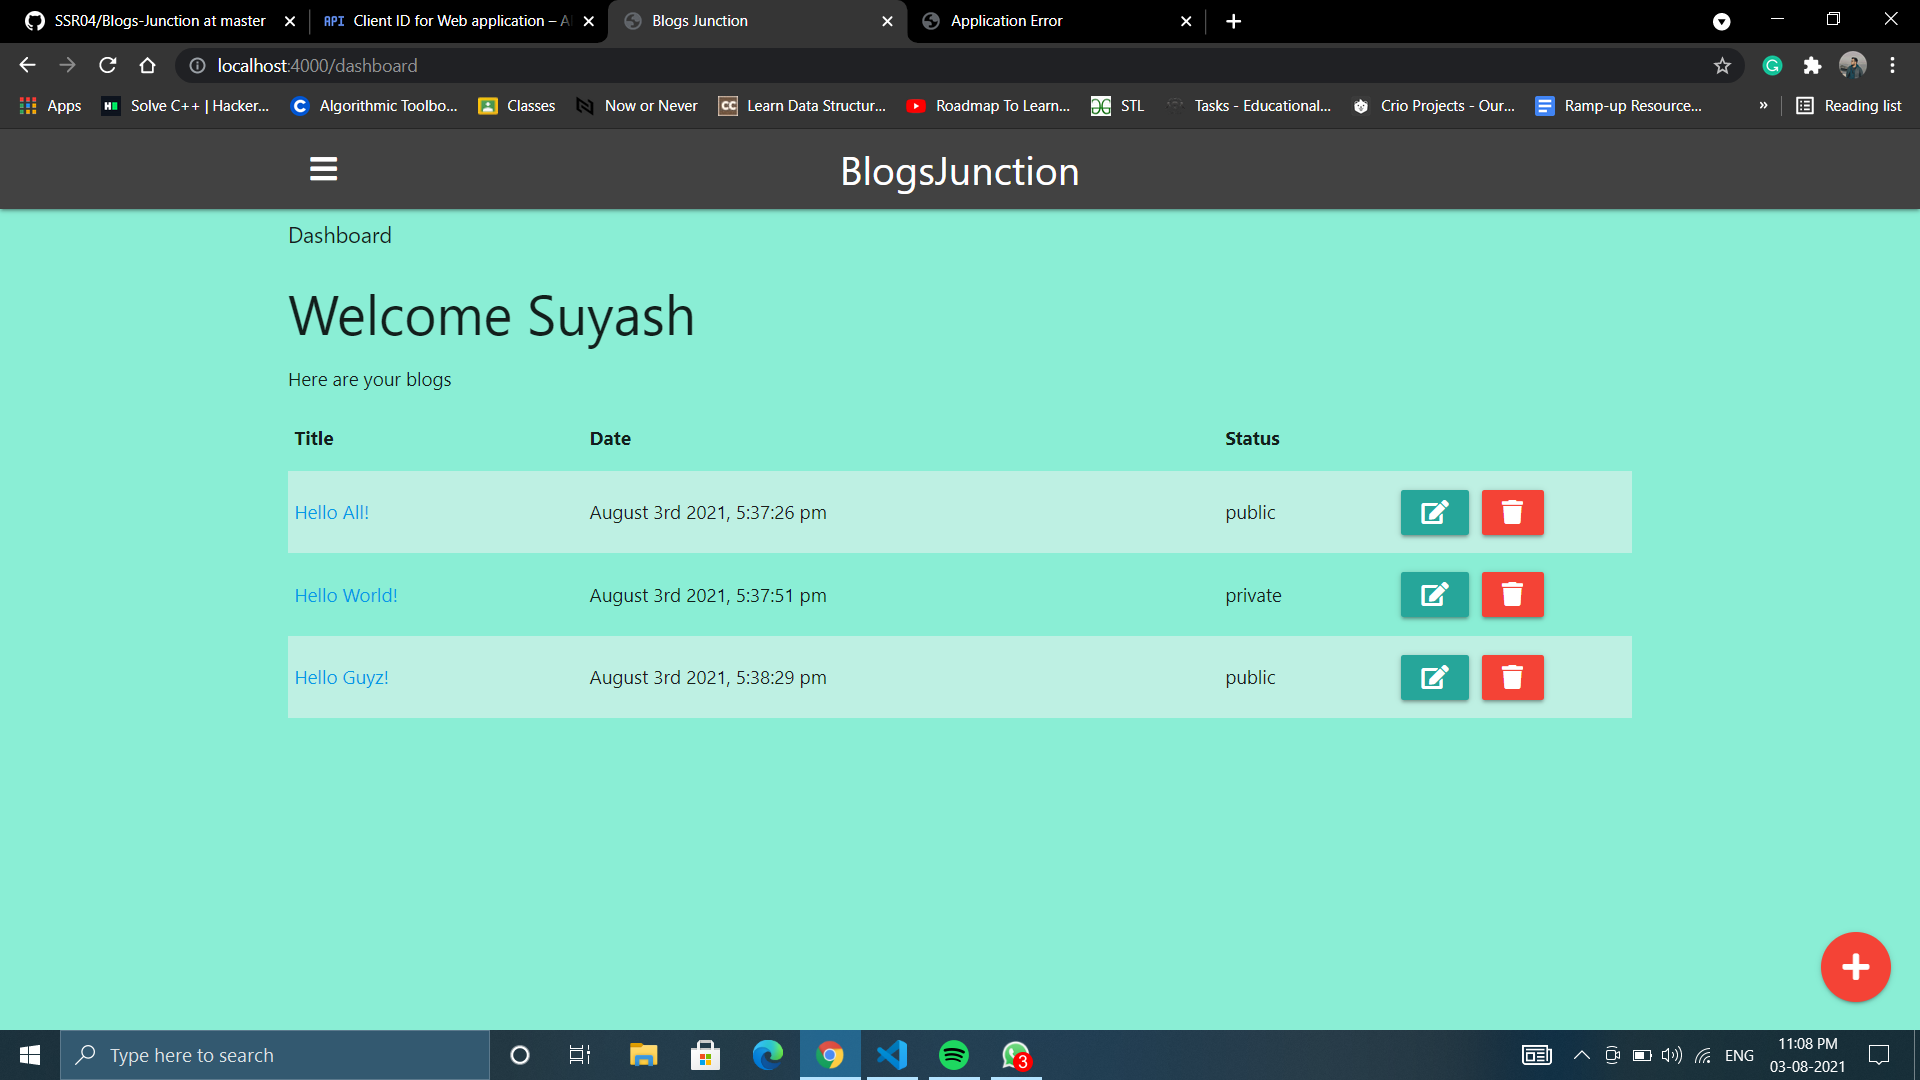 SSR04/Blogs-Junction at master
API Client ID for Web application – A
Blogs Junction
Application Error
localhost:4000/dashboard
Apps
Solve C++ | Hacker...
Algorithmic Toolbo...
Classes
Now or Never
CC Learn Data Structur...
Roadmap To Learn...
STL
Tasks - Educational...
Crio Projects - Our...
Ramp-up Resource...
»
Reading list
BlogsJunction
Dashboard
Welcome Suyash
Here are your blogs
Title Date Status
Hello All! August 3rd 2021, 5:37:26 pm public
Hello World! August 3rd 2021, 5:37:51 pm private
Hello Guyz! August 3rd 2021, 5:38:29 pm public
Type here to search
3
ENG
11:08 PM
03-08-2021